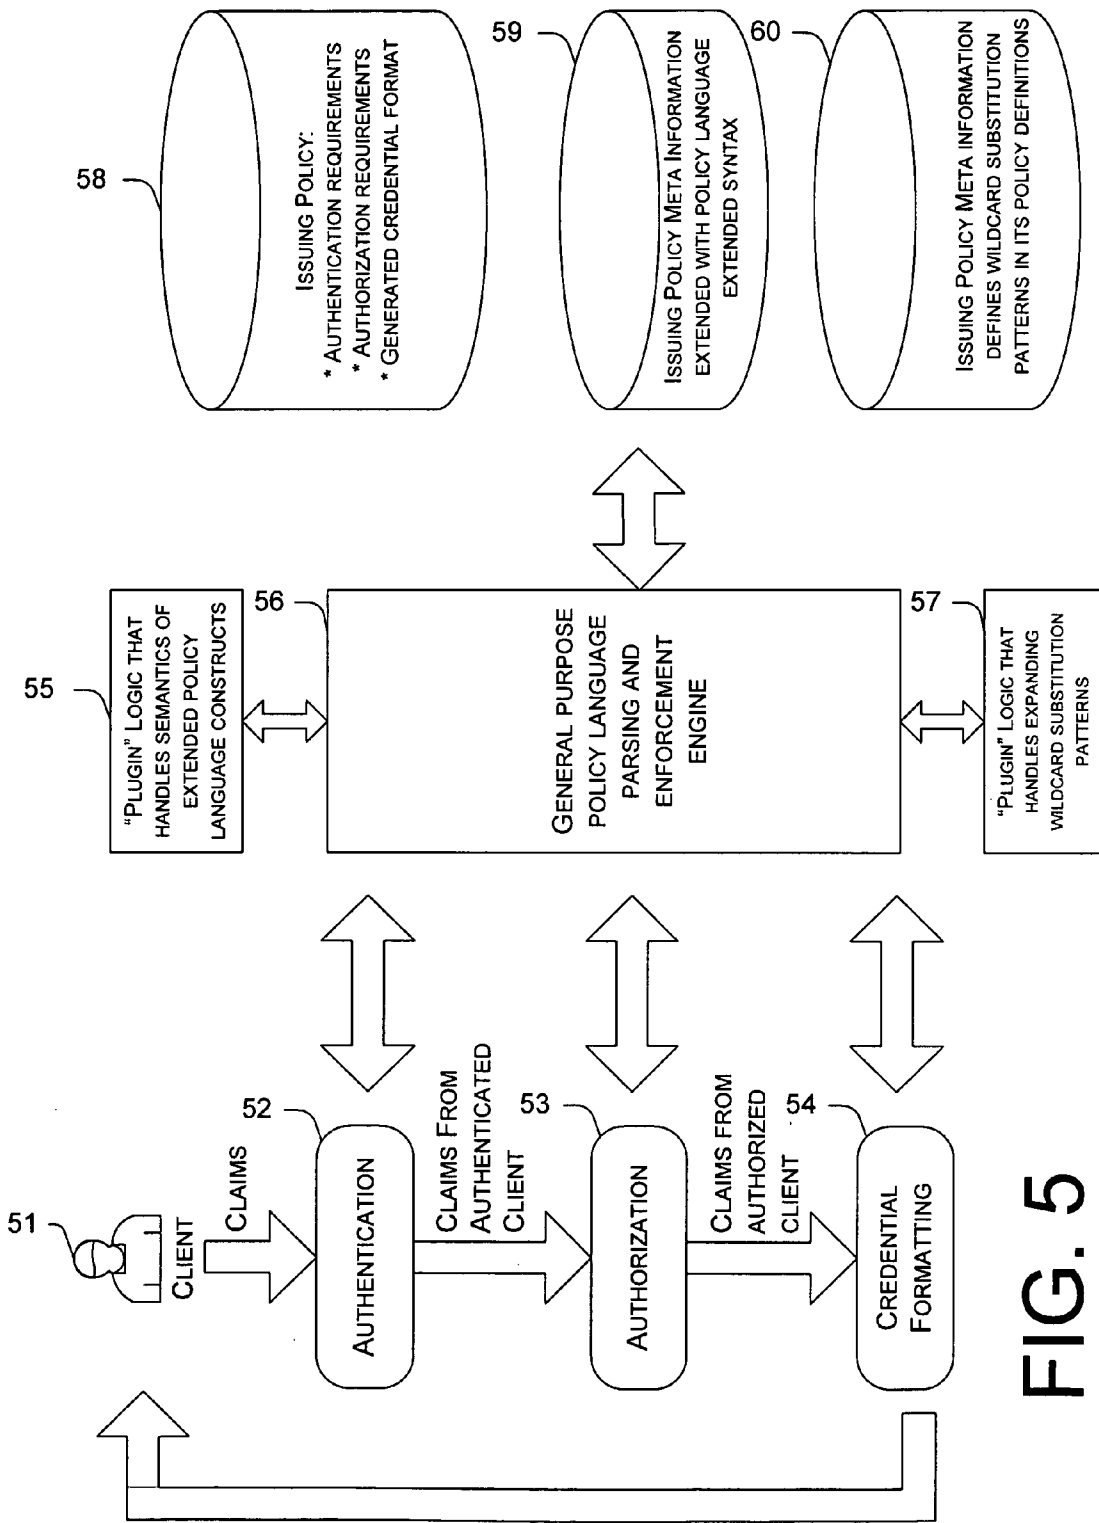 51
CLIENT
CLAIMS
52
AUTHENTICATION
CLAIMS FROM
AUTHENTICATED
CLIENT
53
AUTHORIZATION
CLAIMS FROM
AUTHORIZED
CLIENT
54
CREDENTIAL
FORMATTING
55
"PLUGIN" LOGIC THAT
HANDLES SEMANTICS OF
EXTENDED POLICY
LANGUAGE CONSTRUCTS
56
GENERAL PURPOSE
POLICY LANGUAGE
PARSING AND
ENFORCEMENT
ENGINE
57
"PLUGIN" LOGIC THAT
HANDLES EXPANDING
WILDCARD SUBSTITUTION
PATTERNS
58
ISSUING POLICY:
* AUTHENTICATION REQUIREMENTS
* AUTHORIZATION REQUIREMENTS
* GENERATED CREDENTIAL FORMAT
59
ISSUING POLICY META INFORMATION
EXTENDED WITH POLICY LANGUAGE
EXTENDED SYNTAX
60
ISSUING POLICY META INFORMATION
DEFINES WILDCARD SUBSTITUTION
PATTERNS IN ITS POLICY DEFINITIONS
FIG. 5